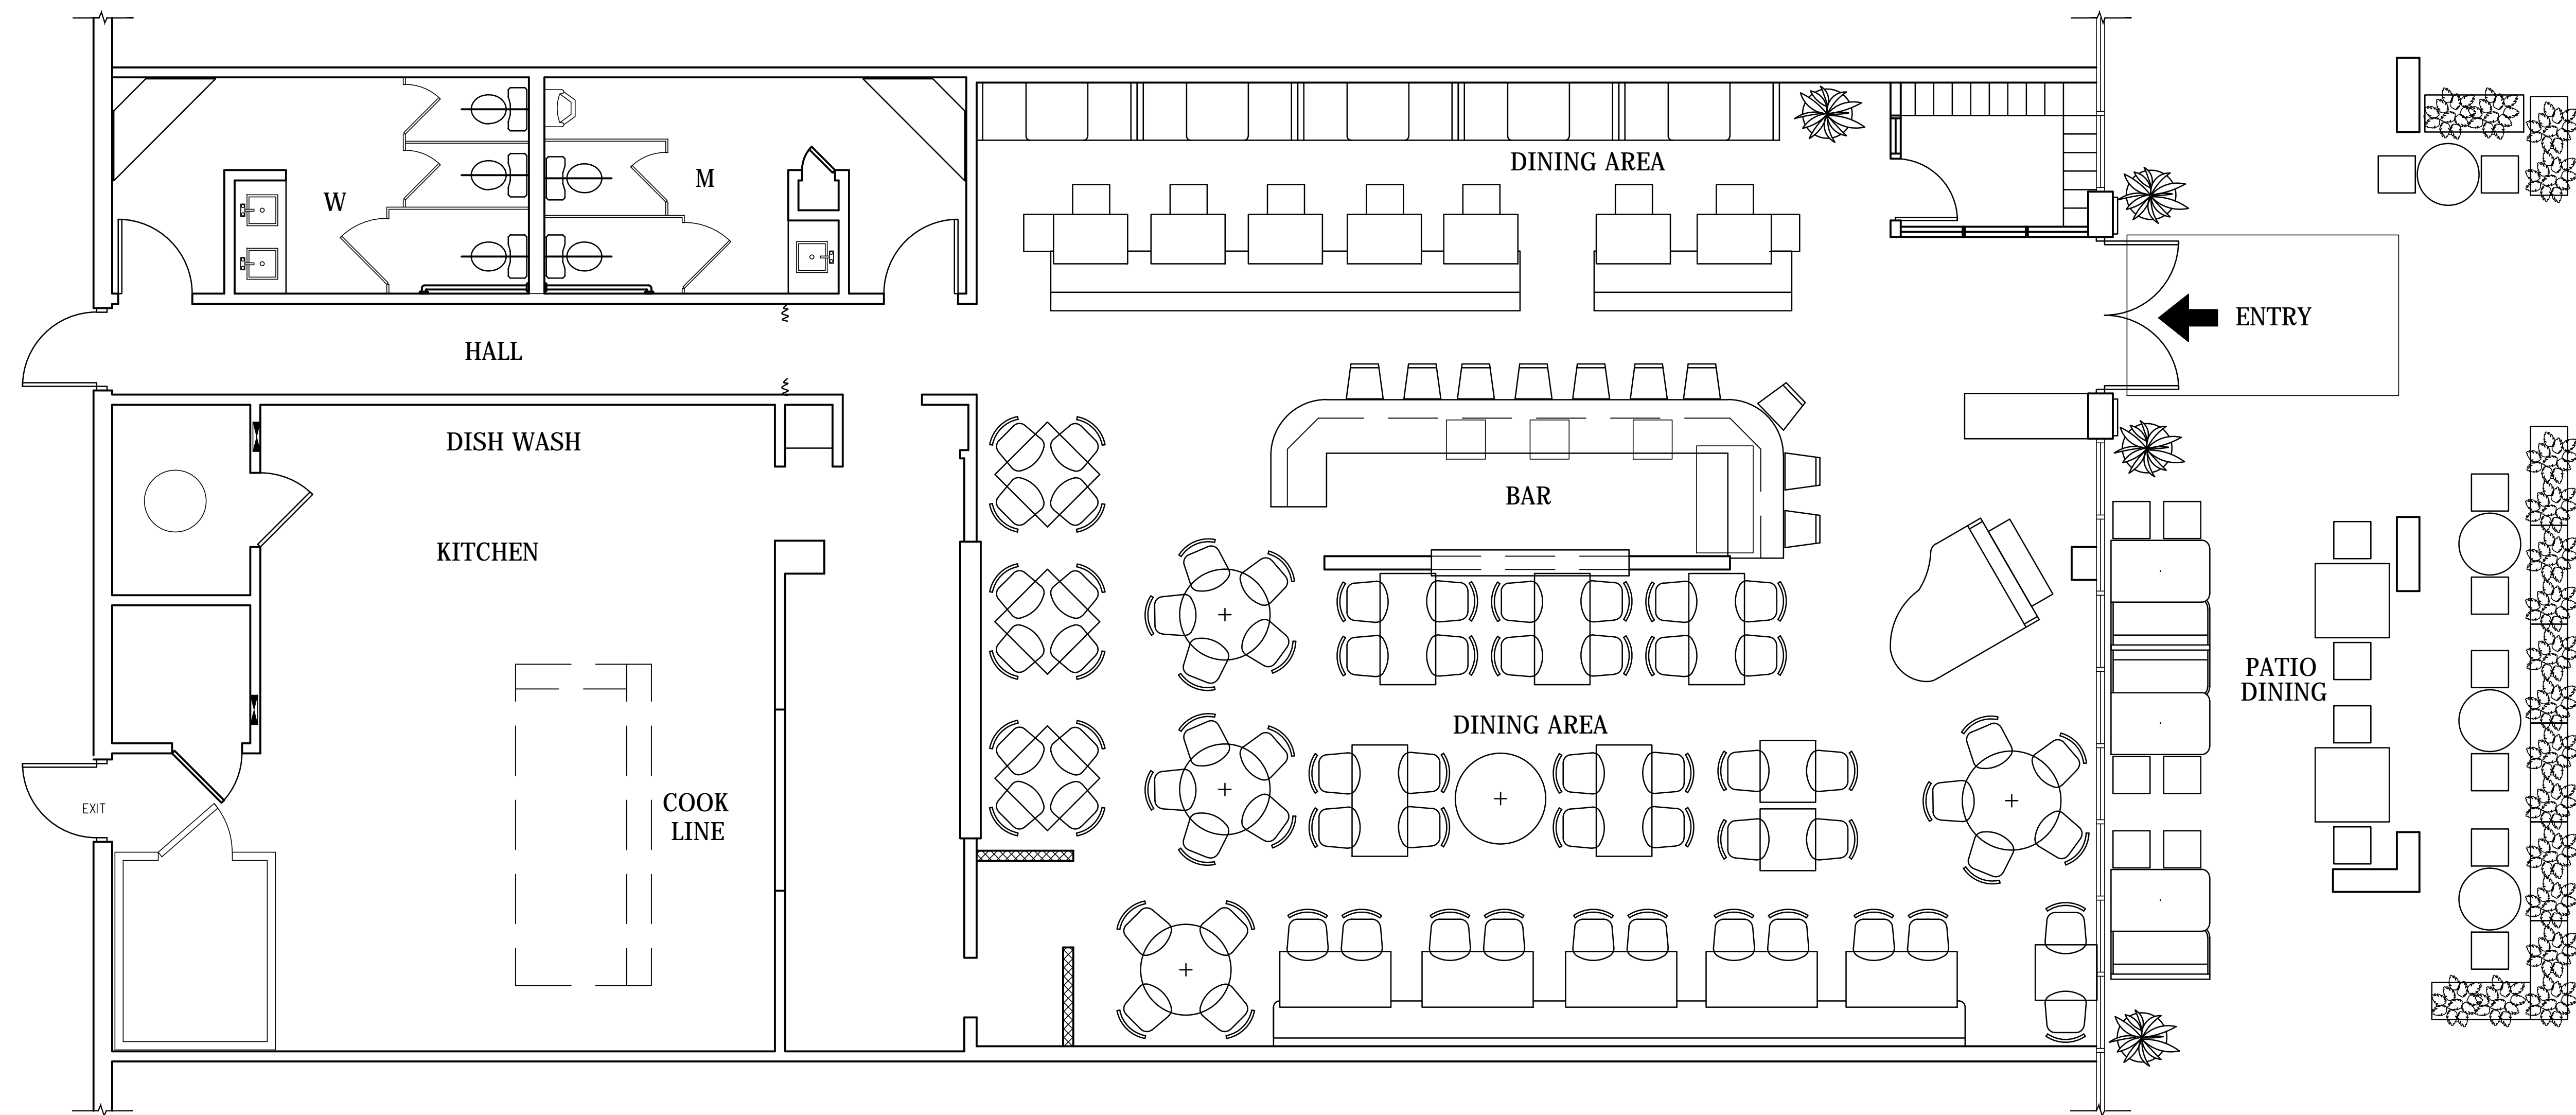 DINING AREA
M
W
ENTRY
HALL
DISH WASH
BAR
KITCHEN
PATIO
DINING
DINING AREA
COOK
LINE
EXIT